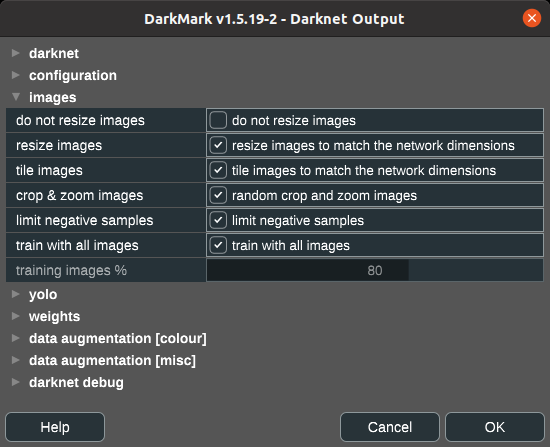 DarkMark v1.5.19-2 - Darknet Output
darknet
configuration
images
do not resize images do not resize images
resize images resize images to match the network dimensions
tile images tile images to match the network dimensions
crop & zoom images random crop and zoom images
limit negative samples limit negative samples
train with all images train with all images
training images % 80
yolo
weights
data augmentation [colour]
data augmentation [misc]
darknet debug
Help Cancel OK